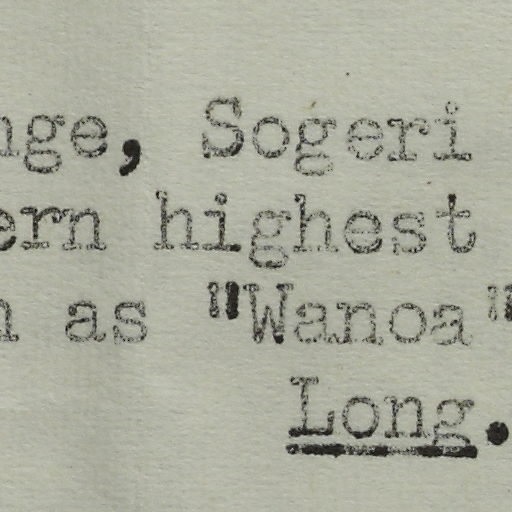 nge, Sogeri
ern highest
n as "Wanoa"
Long.